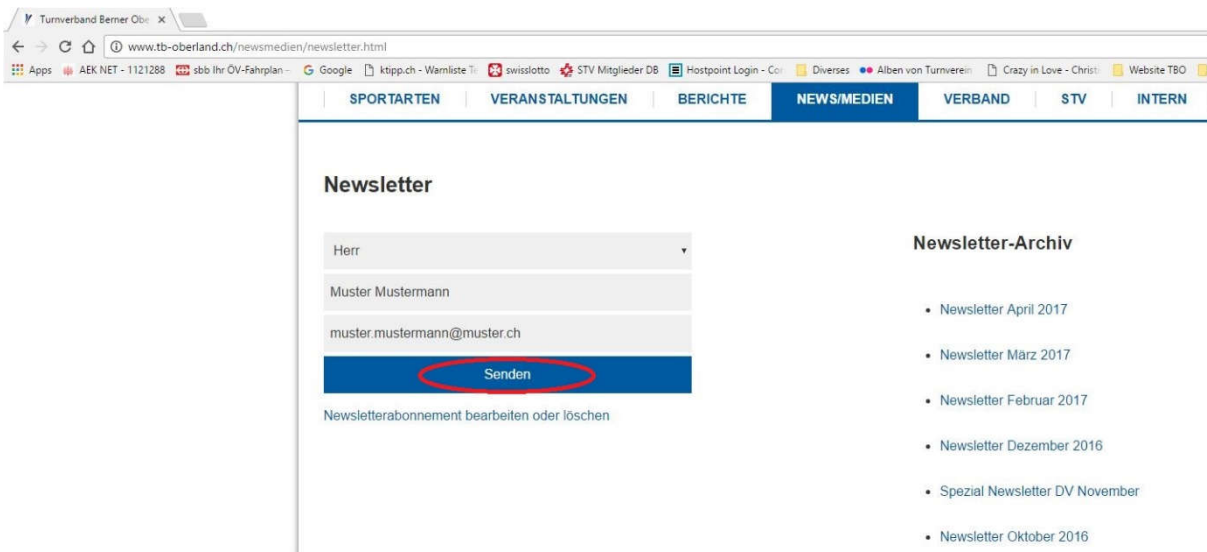 Turnverband Berner Obe
www.tb-oberland.ch/newsmedien/newsletter.html
Apps AEK NET - 1121288 sbb Ihr ÖV-Fahrplan - Google ktipp.ch - Warnliste swisslotto STV Mitglieder DB Hostpoint Login - Diverses Alben von Turnverein Crazy in Love - Christi Website TBO
SPORTARTEN VERANSTALTUNGEN BERICHTE NEWS/MEDIEN VERBAND STV INTERN
Newsletter
Herr
Muster Mustermann
muster.mustermann@muster.ch
Senden
Newsletterabonnement bearbeiten oder löschen
Newsletter-Archiv
Newsletter April 2017
Newsletter März 2017
Newsletter Februar 2017
Newsletter Dezember 2016
Spezial Newsletter DV November
Newsletter Oktober 2016